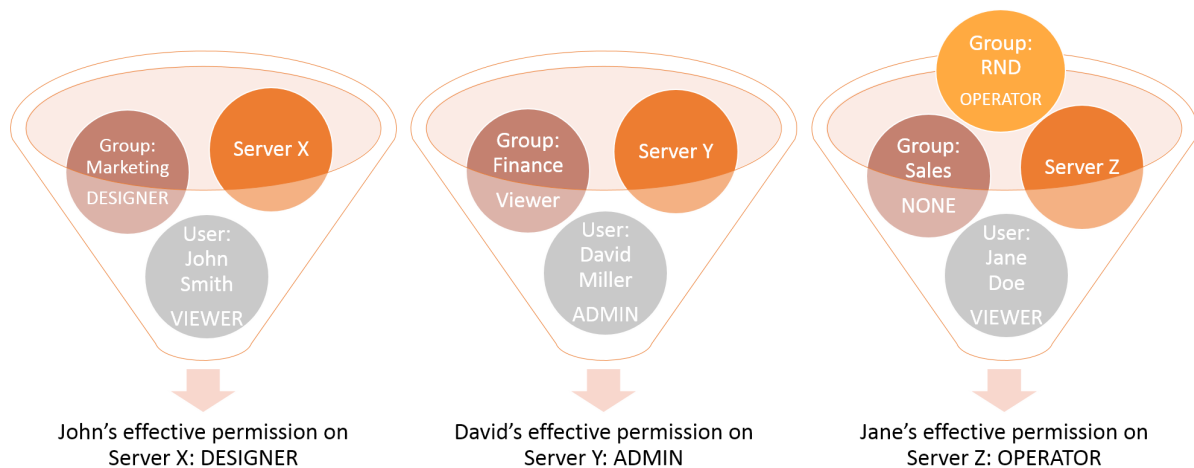 Group:
Marketing
DESIGNER
Server X
User:
John
Smith
VIEWER
John's effective permission on
Server X: DESIGNER
Group:
Finance
Viewer
Server Y
User:
David
Miller
ADMIN
David's effective permission on
Server Y: ADMIN
Group:
RND
OPERATOR
Group:
Sales
NONE
Server Z
User:
Jane
Doe
VIEWER
Jane's effective permission on
Server Z: OPERATOR